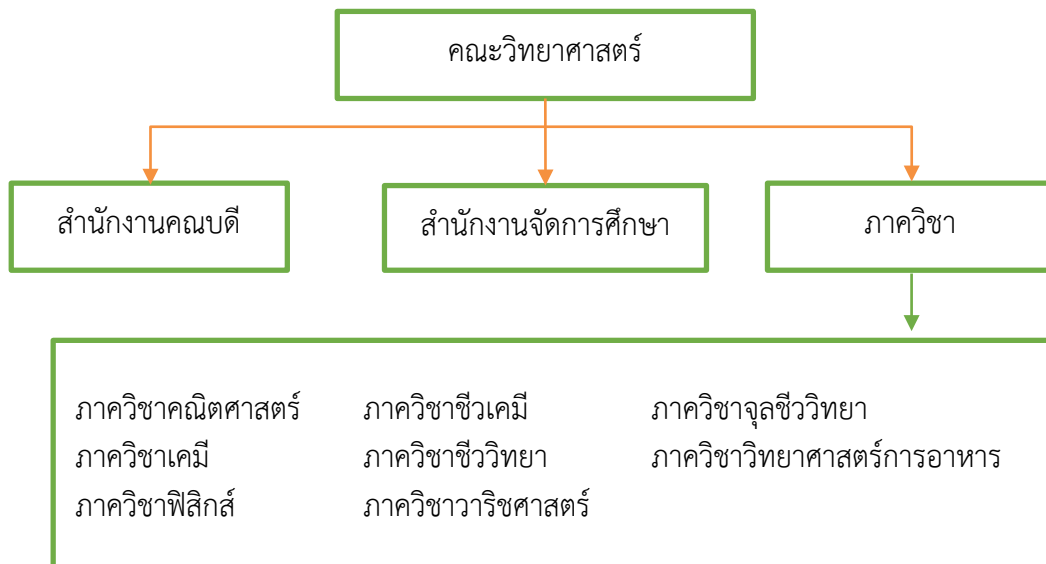 คณะวิทยาศาสตร์
สำนักงานคณบดี
สำนักงานจัดการศึกษา
ภาควิชา
ภาควิชาคณิตศาสตร์ ภาควิชาชีวเคมี ภาควิชาจุลชีววิทยา
ภาควิชาเคมี ภาควิชาชีววิทยา ภาควิชาวิทยาศาสตร์การอาหาร
ภาควิชาฟิสิกส์ ภาควิชาวาริชศาสตร์